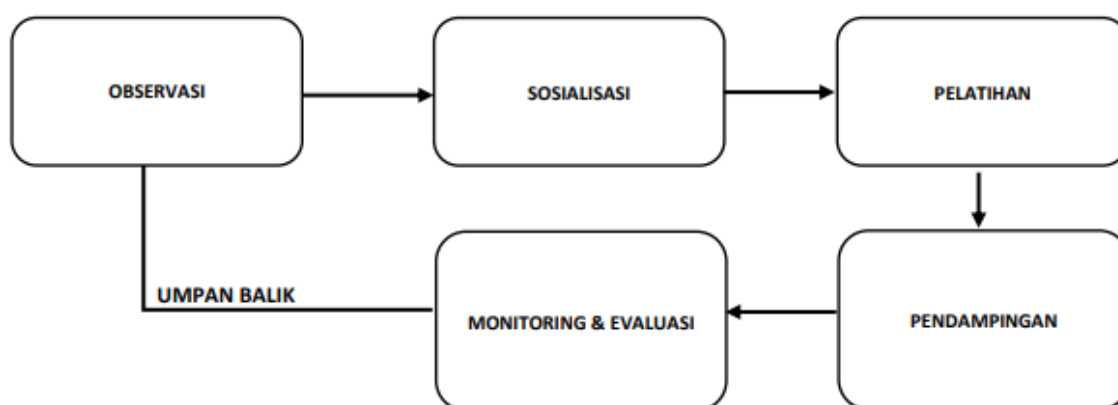 OBSERVASI
SOSIALISASI
PELATIHAN
UMPAN BALIK
MONITORING & EVALUASI
PENDAMPINGAN